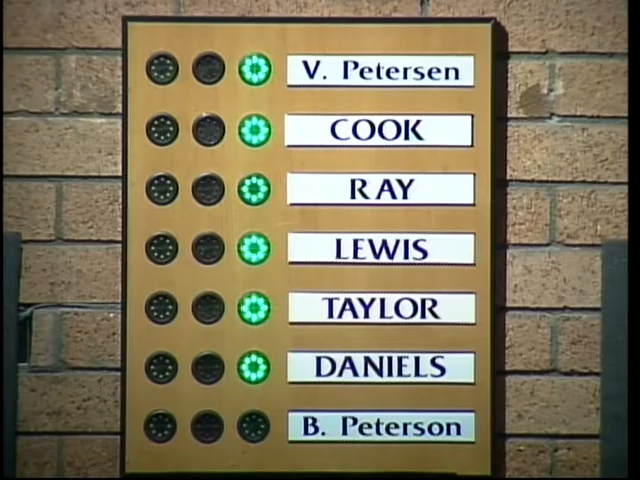 V. Petersen
COOK
RAY
LEWIS
TAYLOR
DANIELS
B. Peterson